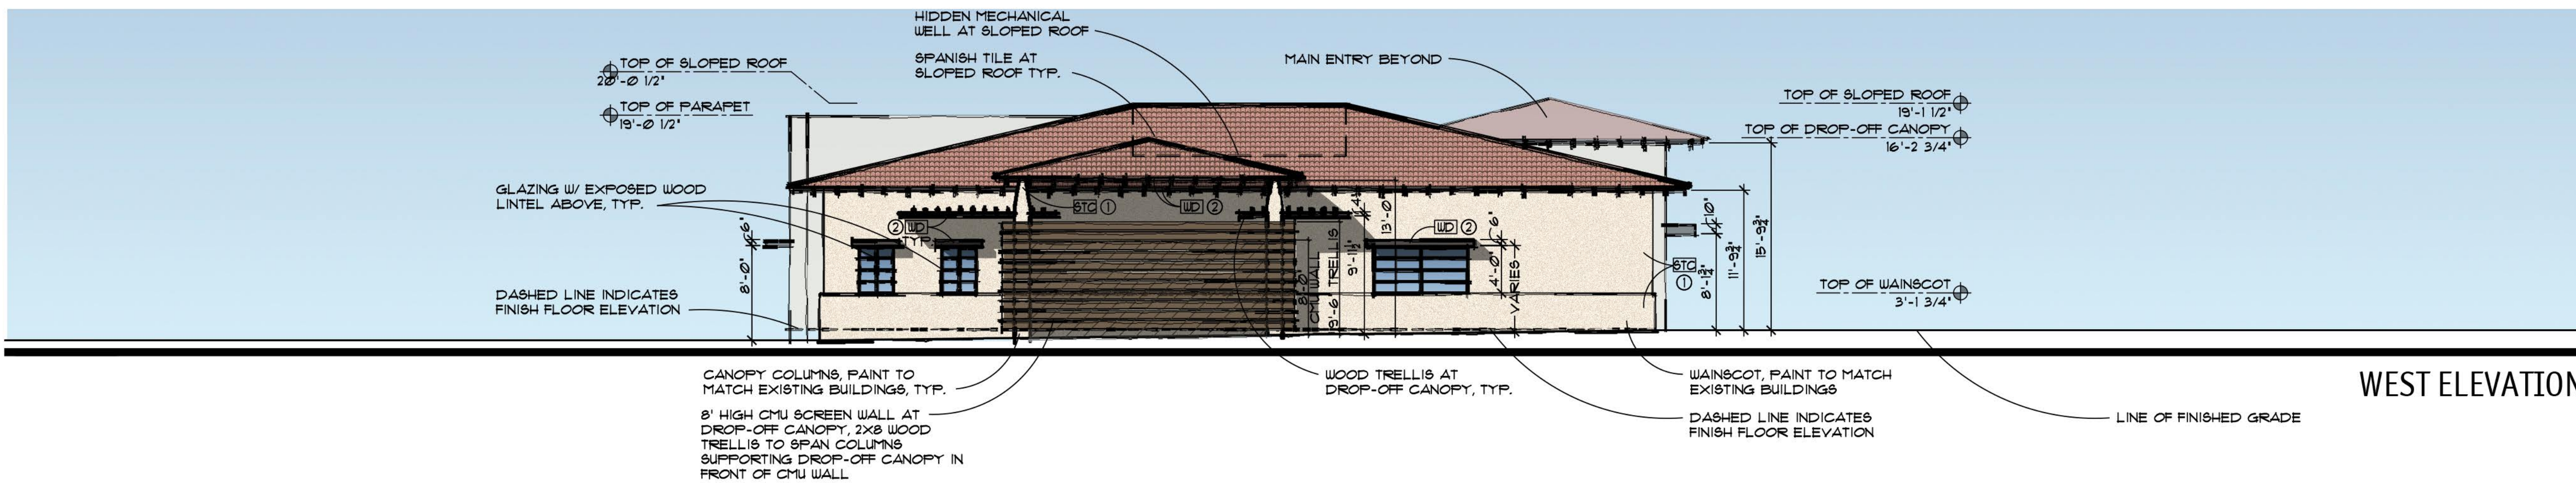 HIDDEN MECHANICAL
WELL AT SLOPED ROOF
SPANISH TILE AT
SLOPED ROOF TYP.
MAIN ENTRY BEYOND
TOP OF SLOPED ROOF
20'-0 1/2"
TOP OF PARAPET
19'-0 1/2"
TOP OF SLOPED ROOF
19'-1 1/2"
TOP OF DROP-OFF CANOPY
16'-2 3/4"
GLAZING W/ EXPOSED WOOD
LINTEL ABOVE, TYP.
STC 1
WD 2
2 WD
TYP.
WD 2
6"
8'-0"
8'-0"
CMU WALL
9'-6" TRELLIS
9'-1 1/2"
13'-0"
6"
4'-0"
VARIES
STC
1
10"
8'-1 3/4"
11'-9 3/4"
15'-9 3/4"
DASHED LINE INDICATES
FINISH FLOOR ELEVATION
TOP OF WAINSCOT
3'-1 3/4"
CANOPY COLUMNS, PAINT TO
MATCH EXISTING BUILDINGS, TYP.
8' HIGH CMU SCREEN WALL AT
DROP-OFF CANOPY, 2X8 WOOD
TRELLIS TO SPAN COLUMNS
SUPPORTING DROP-OFF CANOPY IN
FRONT OF CMU WALL
WOOD TRELLIS AT
DROP-OFF CANOPY, TYP.
WAINSCOT, PAINT TO MATCH
EXISTING BUILDINGS
DASHED LINE INDICATES
FINISH FLOOR ELEVATION
LINE OF FINISHED GRADE
WEST ELEVATION